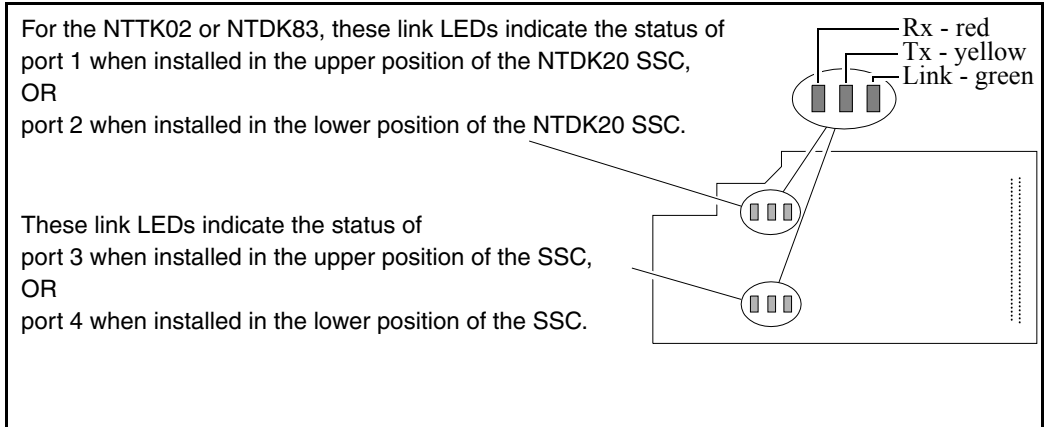 For the NTTK02 or NTDK83, these link LEDs indicate the status of
port 1 when installed in the upper position of the NTDK20 SSC,
OR
port 2 when installed in the lower position of the NTDK20 SSC.
Rx - red
Tx - yellow
Link - green
These link LEDs indicate the status of
port 3 when installed in the upper position of the SSC,
OR
port 4 when installed in the lower position of the SSC.